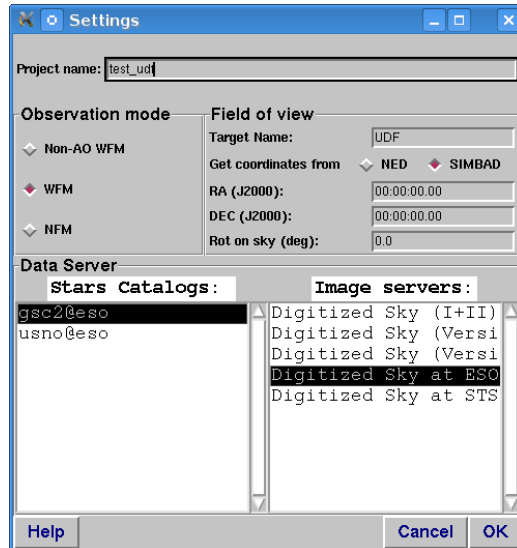 Settings
Project name: test_udf
Observation mode
Non-AO WFM
WFM
NFM
Field of view
Target Name: UDF
Get coordinates from NED SIMBAD
RA (J2000): 00:00:00.00
DEC (J2000): 00:00:00.00
Rot on sky (deg): 0.0
Data Server
Stars Catalogs:
gsc2@eso
usno@eso
Image servers:
Digitized Sky (I+II)
Digitized Sky (Versi
Digitized Sky (Versi
Digitized Sky at ESO
Digitized Sky at STS
Help Cancel OK